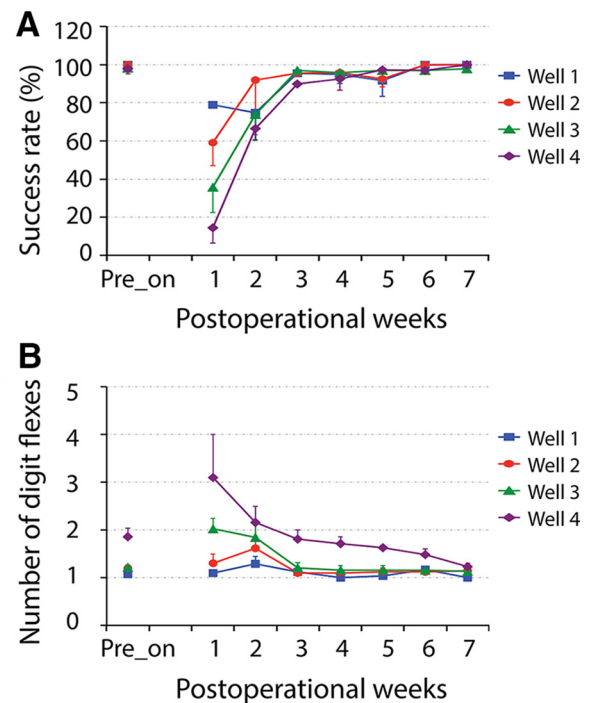 A
Success rate (%)
120
100
80
60
40
20
0
Pre_on 1 2 3 4 5 6 7
Postoperational weeks
Well 1
Well 2
Well 3
Well 4
B
Number of digit flexes
5
4
3
2
1
0
Pre_on 1 2 3 4 5 6 7
Postoperational weeks
Well 1
Well 2
Well 3
Well 4